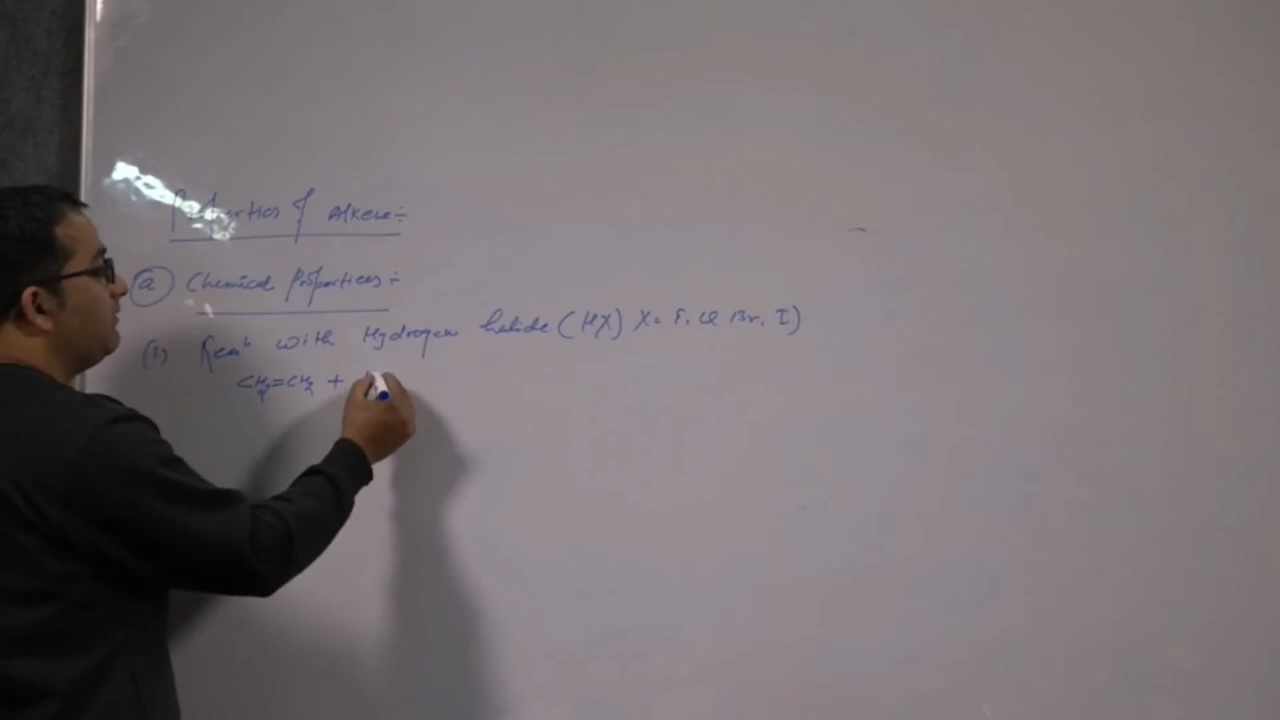 Properties of Alkene÷
(a) Chemical Properties÷
(1) Reaⁿ with Hydrogen halide (HX) X= F, Cl Br, I)
CH₂=CH₂ +